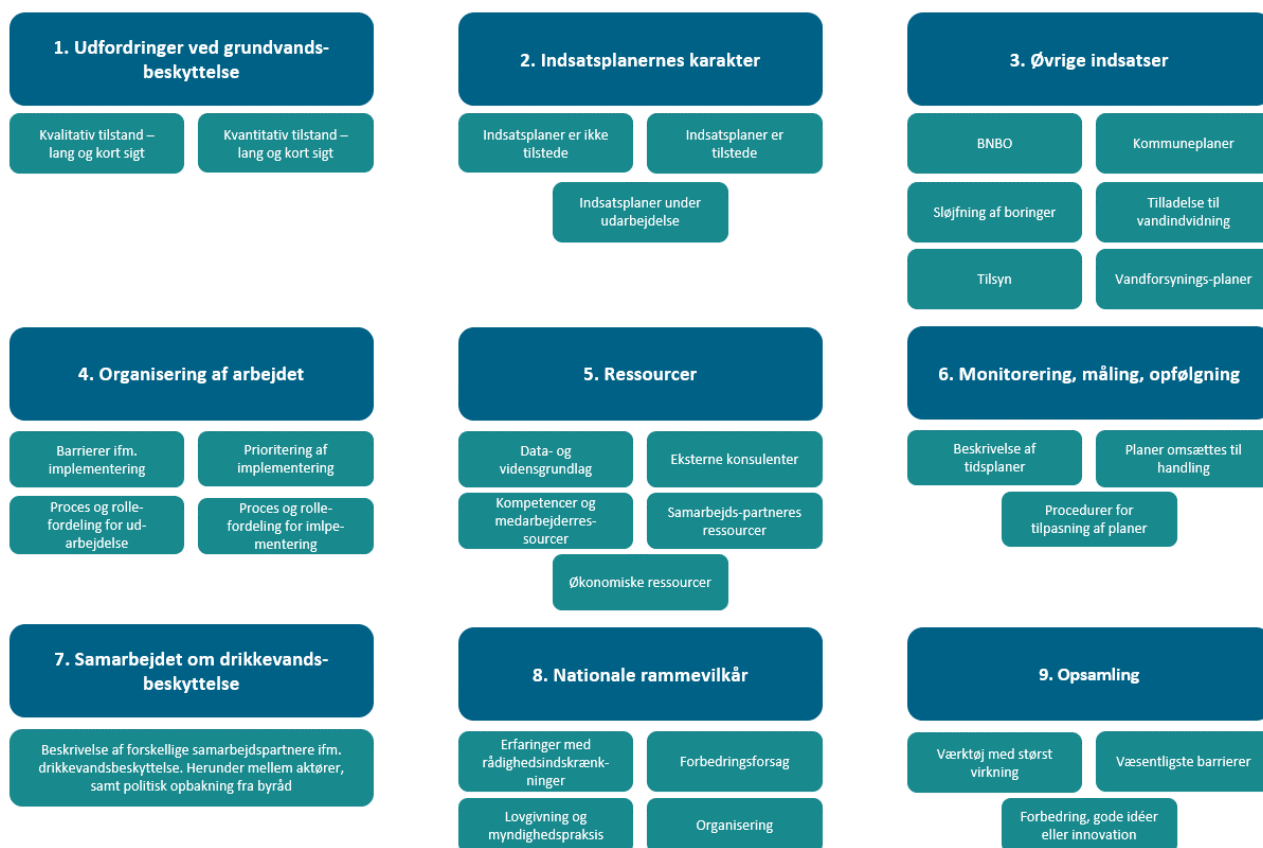 1. Udfordringer ved grundvands-
beskyttelse
Kvalitativ tilstand –
lang og kort sigt
Kvantitativ tilstand –
lang og kort sigt
2. Indsatsplanernes karakter
Indsatsplaner er ikke
tilstede
Indsatsplaner er
tilstede
Indsatsplaner under
udarbejdelse
3. Øvrige indsatser
BNBO
Kommuneplaner
Sløjfning af boringer
Tilladelse til
vandindvidning
Tilsyn
Vandforsynings-planer
4. Organisering af arbejdet
Barrierer ifm.
implementering
Prioritering af
implementering
Proces og rolle-
fordeling for ud-
arbejdelse
Proces og rolle-
fordeling for imlpe-
mentering
5. Ressourcer
Data- og
vidensgrundlag
Eksterne konsulenter
Kompetencer og
medarbejderres-
sourcer
Samarbejds-partneres
ressourcer
Økonomiske ressourcer
6. Monitorering, måling, opfølgning
Beskrivelse af
tidsplaner
Planer omsættes til
handling
Procedurer for
tilpasning af planer
7. Samarbejdet om drikkevands-
beskyttelse
Beskrivelse af forskellige samarbejdspartnere ifm.
drikkevandsbeskyttelse. Herunder mellem aktører,
samt politisk opbakning fra byråd
8. Nationale rammevilkår
Erfaringer med
rådighedsindskrænk-
ninger
Forbedringsforsag
Lovgivning og
myndighedspraksis
Organisering
9. Opsamling
Værktøj med størst
virkning
Væsentligste barrierer
Forbedring, gode idéer
eller innovation